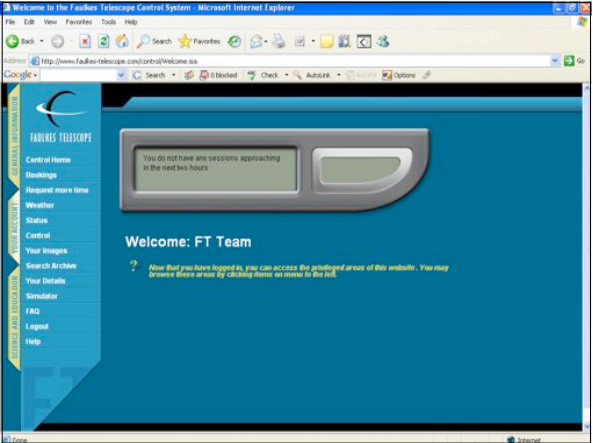 Welcome to the Faulkes Telescope Control System - Microsoft Internet Explorer
File Edit View Favorites Tools Help
Back Search Favorites
Address http://www.faulkes-telescope.com/control/Welcome.isa Go
Google Search 0 blocked Check AutoLink AutoFill Options
FAULKES TELESCOPE
GENERAL INFORMATION
YOUR ACCOUNT
SCIENCE AND EDUCATION
Control Home
Bookings
Request more time
Weather
Status
Control
Your Images
Search Archive
Your Details
Simulator
FAQ
Logout
Help
FT
You do not have any sessions approaching
in the next two hours
Welcome: FT Team
? Now that you have logged in, you can access the privileged areas of this website. You may
browse these areas by clicking items on menu to the left.
Done Internet